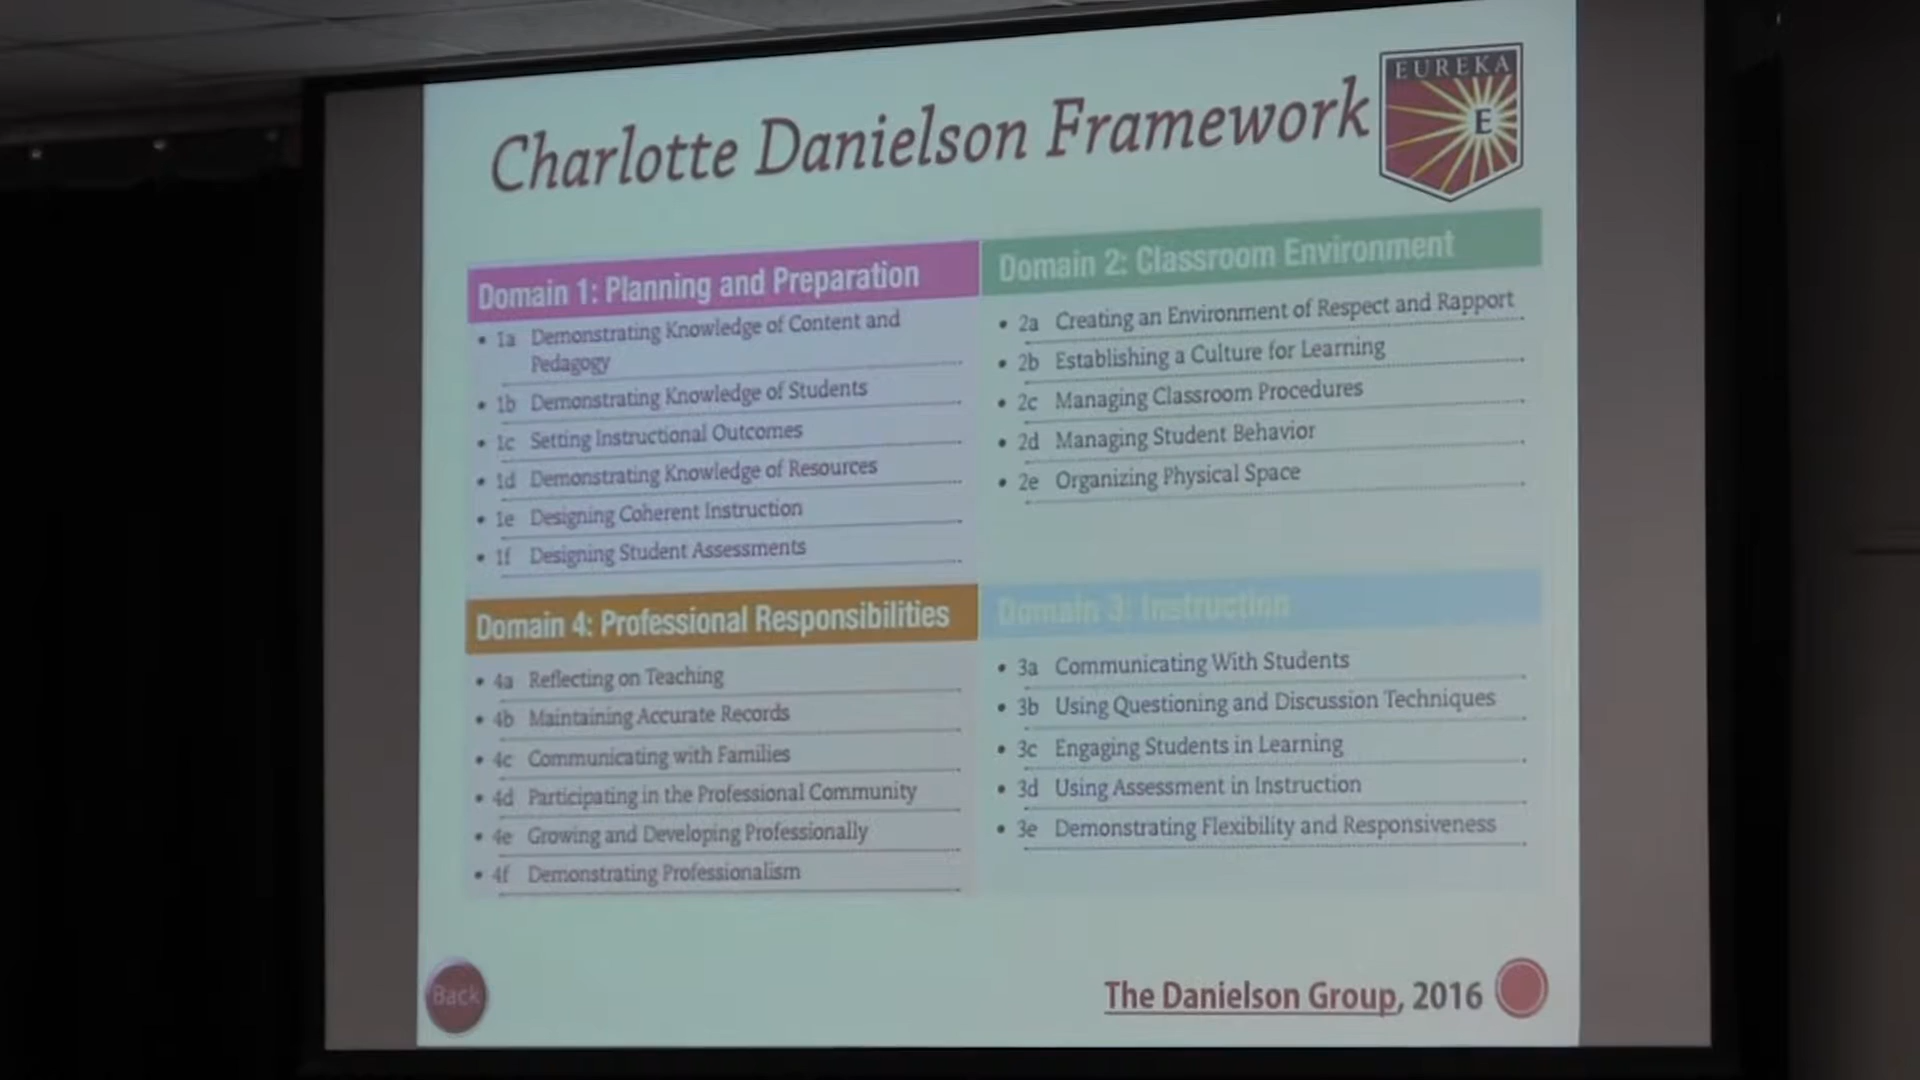 Charlotte Danielson Framework
EUREKA
E
Domain 1: Planning and Preparation
• 1a Demonstrating Knowledge of Content and
Pedagogy
• 1b Demonstrating Knowledge of Students
• 1c Setting Instructional Outcomes
• 1d Demonstrating Knowledge of Resources
• 1e Designing Coherent Instruction
• 1f Designing Student Assessments
Domain 2: Classroom Environment
• 2a Creating an Environment of Respect and Rapport
• 2b Establishing a Culture for Learning
• 2c Managing Classroom Procedures
• 2d Managing Student Behavior
• 2e Organizing Physical Space
Domain 4: Professional Responsibilities
• 4a Reflecting on Teaching
• 4b Maintaining Accurate Records
• 4c Communicating with Families
• 4d Participating in the Professional Community
• 4e Growing and Developing Professionally
• 4f Demonstrating Professionalism
Domain 3: Instruction
• 3a Communicating With Students
• 3b Using Questioning and Discussion Techniques
• 3c Engaging Students in Learning
• 3d Using Assessment in Instruction
• 3e Demonstrating Flexibility and Responsiveness
Back
The Danielson Group, 2016